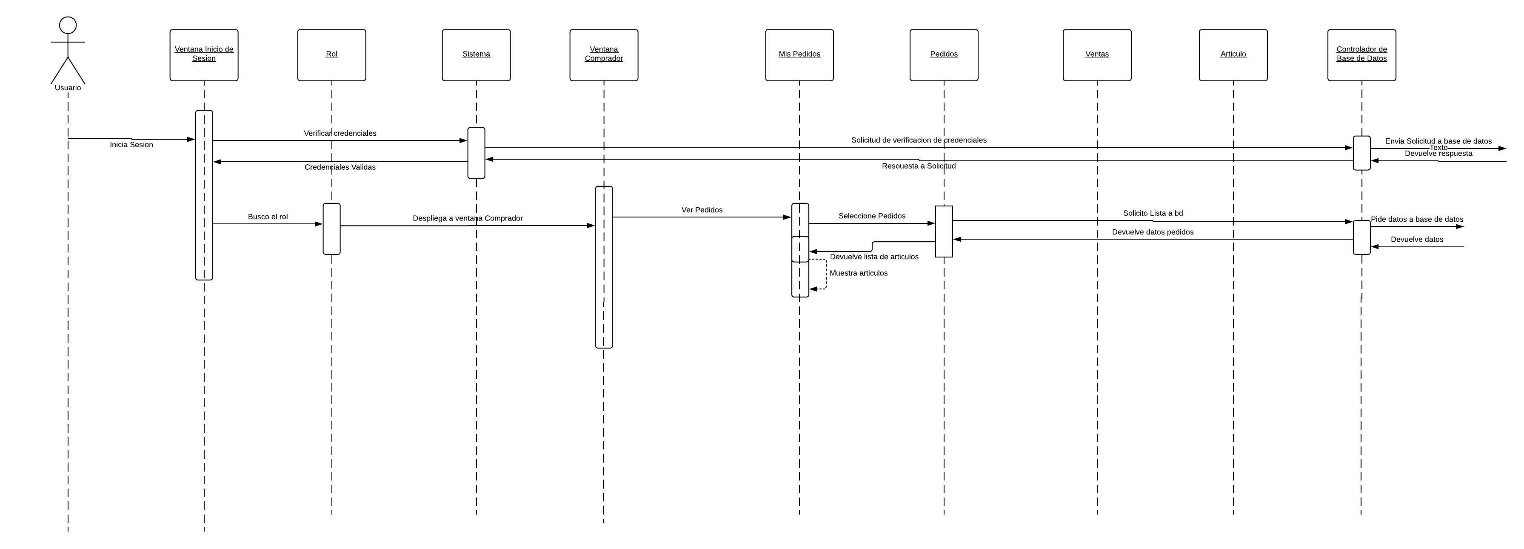 Usuario
Ventana Inicio de
Sesion
Rol
Sistema
Ventana
Comprador
Mis Pedidos
Pedidos
Ventas
Articulo
Controlador de
Base de Datos
Inicia Sesion
Verificar credenciales
Solicitud de verificacion de credenciales
Envia Solicitud a base de datos
Texto
Devuelve respuesta
Credenciales Validas
Resouesta a Solicitud
Busco el rol
Despliega a ventana Comprador
Ver Pedidos
Seleccione Pedidos
Solicito Lista a bd
Pide datos a base de datos
Devuelve datos pedidos
Devuelve datos
Devuelve lista de articulos
Muestra articulos